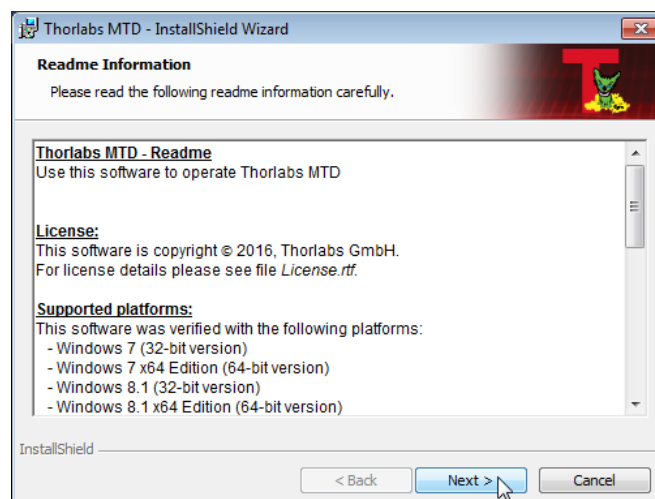 Thorlabs MTD - InstallShield Wizard
Readme Information
Please read the following readme information carefully.
Thorlabs MTD - Readme
Use this software to operate Thorlabs MTD
License:
This software is copyright © 2016, Thorlabs GmbH.
For license details please see file License.rtf.
Supported platforms:
This software was verified with the following platforms:
- Windows 7 (32-bit version)
- Windows 7 x64 Edition (64-bit version)
- Windows 8.1 (32-bit version)
- Windows 8.1 x64 Edition (64-bit version)
InstallShield
< Back Next > Cancel